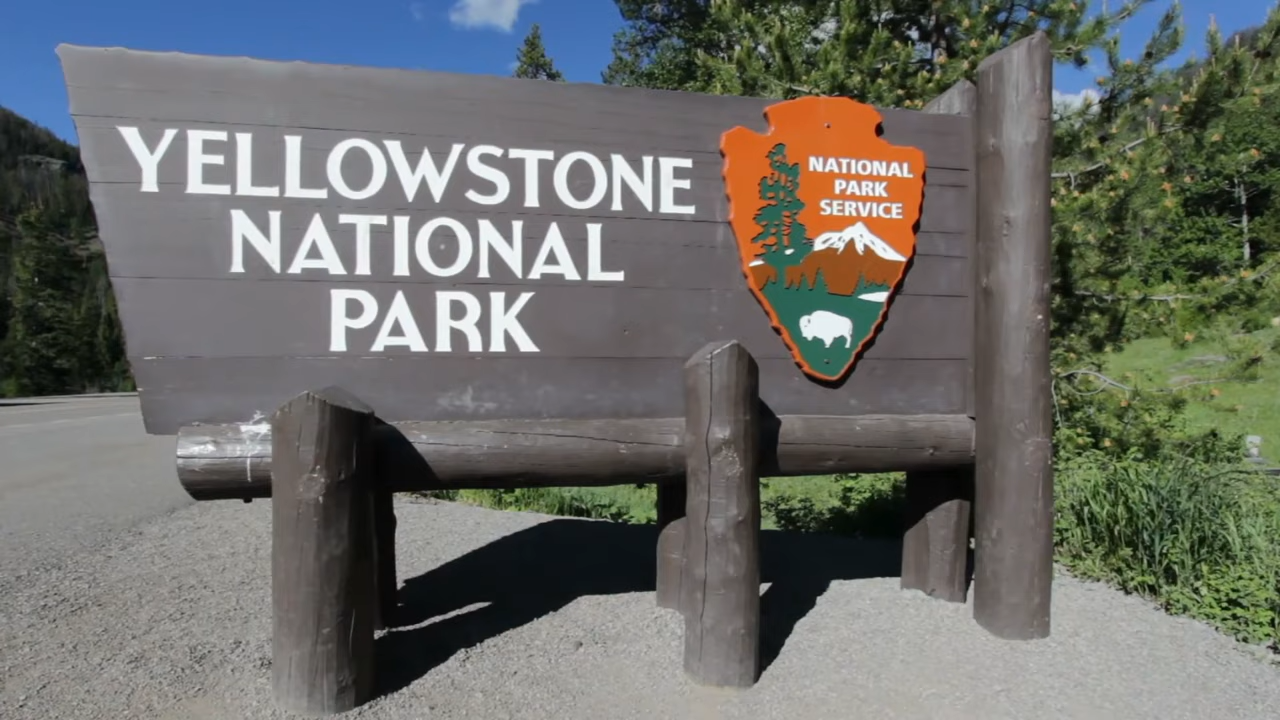 YELLOWSTONE
NATIONAL
PARK
NATIONAL
PARK
SERVICE